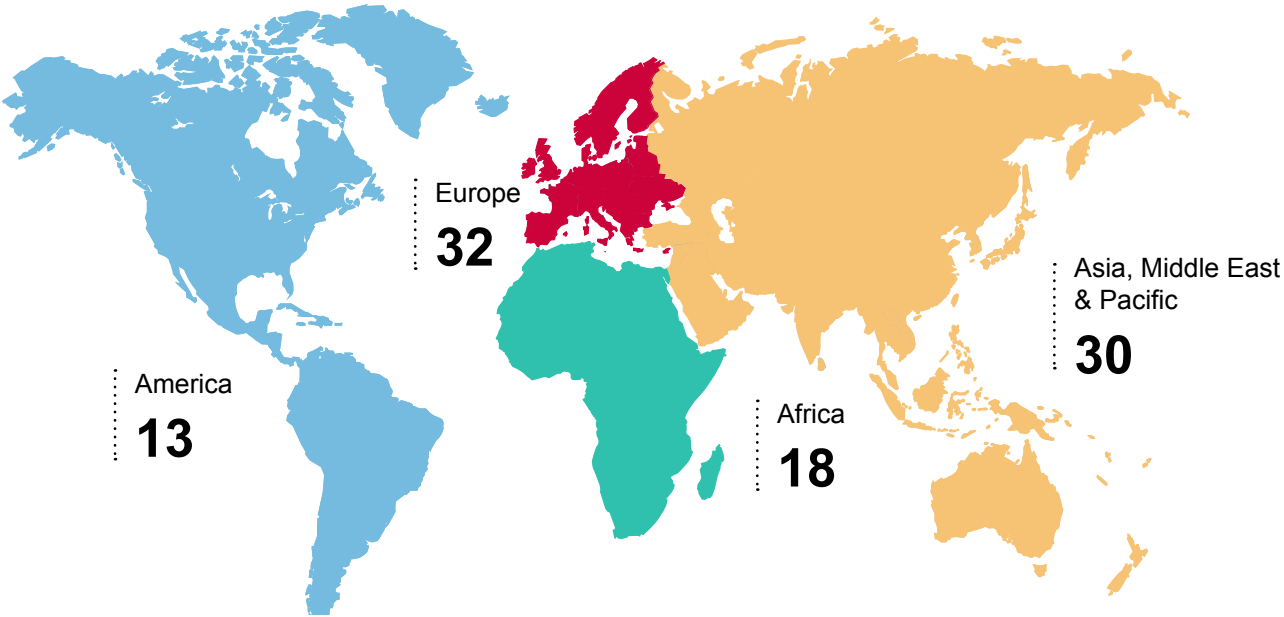 Europe
32
Asia, Middle East
& Pacific
30
America
13
Africa
18